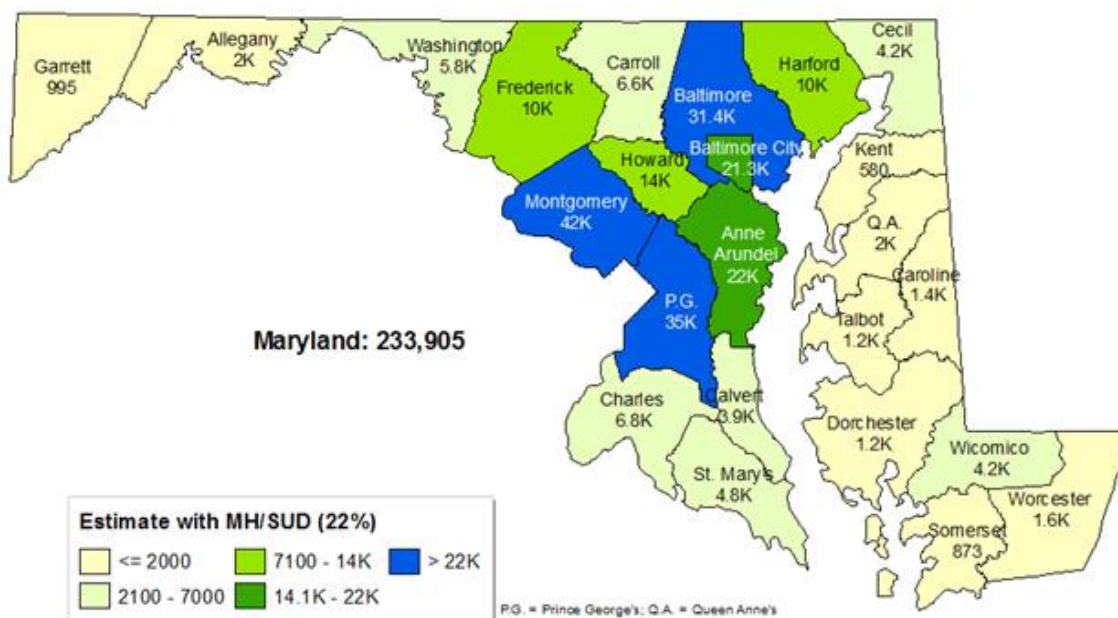 Garrett
995
Allegany
2K
Washington
5.8K
Frederick
10K
Carroll
6.6K
Baltimore
31.4K
Harford
10K
Cecil
4.2K
Baltimore City
21.3K
Howard
14K
Montgomery
42K
Anne
Arundel
22K
P.G.
35K
Kent
580
Q.A.
2K
Caroline
1.4K
Talbot
1.2K
Maryland: 233,905
Charles
6.8K
Calvert
3.9K
St. Mary's
4.8K
Dorchester
1.2K
Wicomico
4.2K
Worcester
1.6K
Somerset
873
Estimate with MH/SUD (22%)
<= 2000
7100 - 14K
> 22K
2100 - 7000
14.1K - 22K
P.G. = Prince George's; Q.A. = Queen Anne's